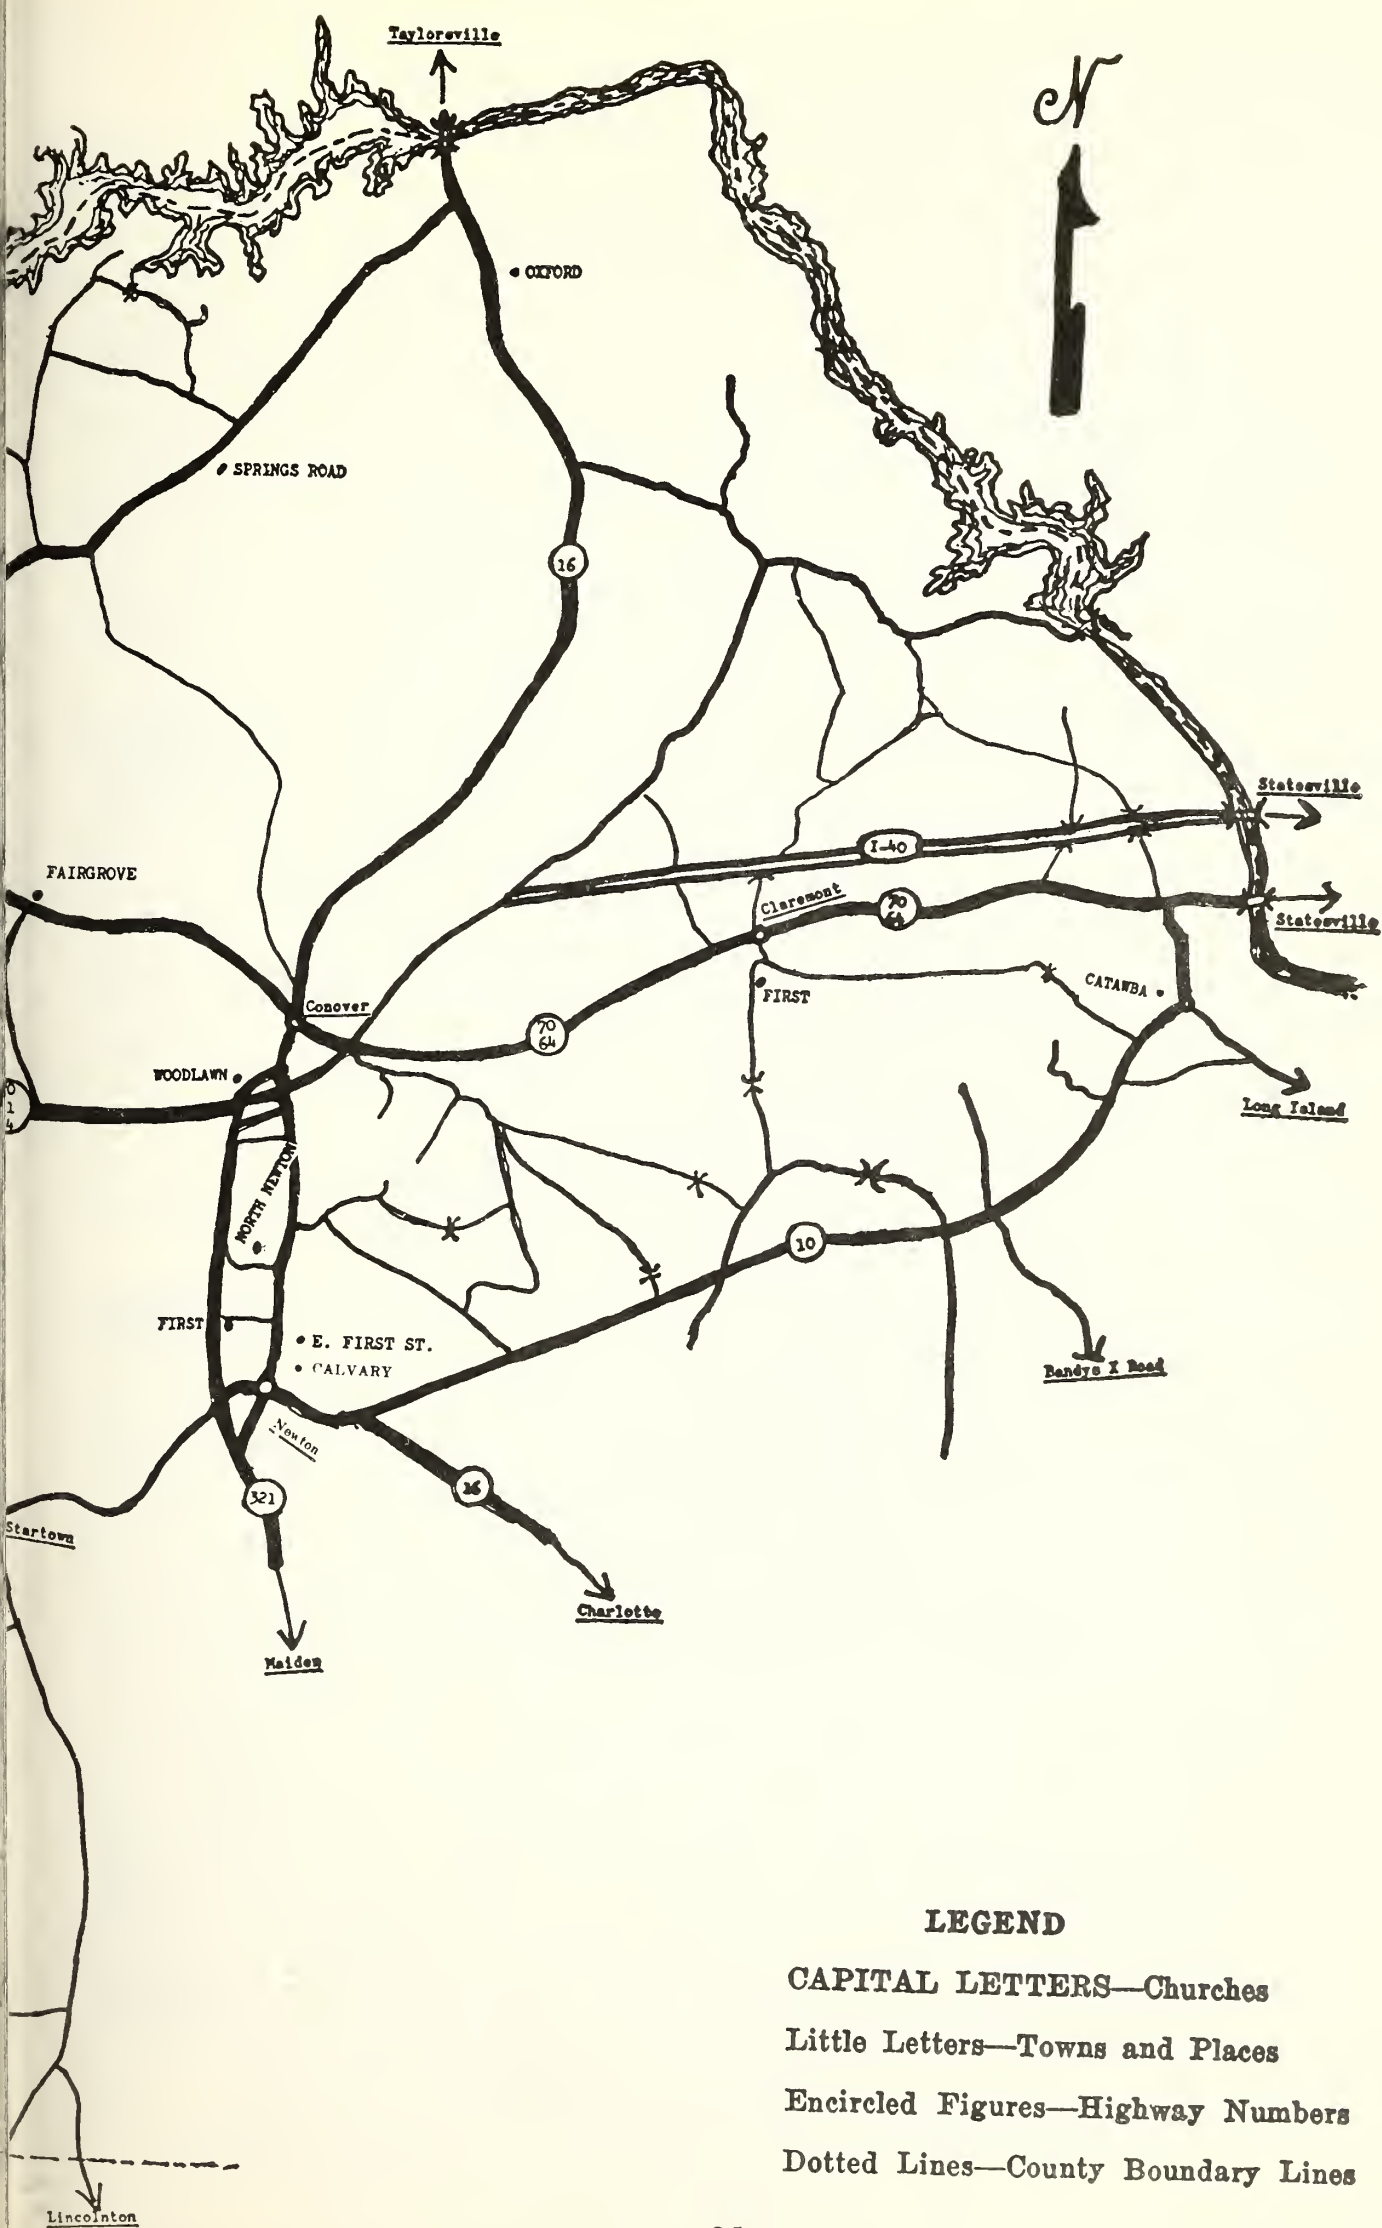 Taylorsville
N
OXFORD
SPRINGS ROAD
16
Statesville
I-40
FAIRGROVE
Claremont
70
64
Statesville
CATAWBA
FIRST
Conover
70
64
WOODLAWN
Long Island
NORTH NEWTON
10
FIRST
E. FIRST ST.
CALVARY
Bandys X Road
Newton
16
321
Startown
Charlotte
Maiden
LEGEND
CAPITAL LETTERS—Churches
Little Letters—Towns and Places
Encircled Figures—Highway Numbers
Dotted Lines—County Boundary Lines
Lincolnton